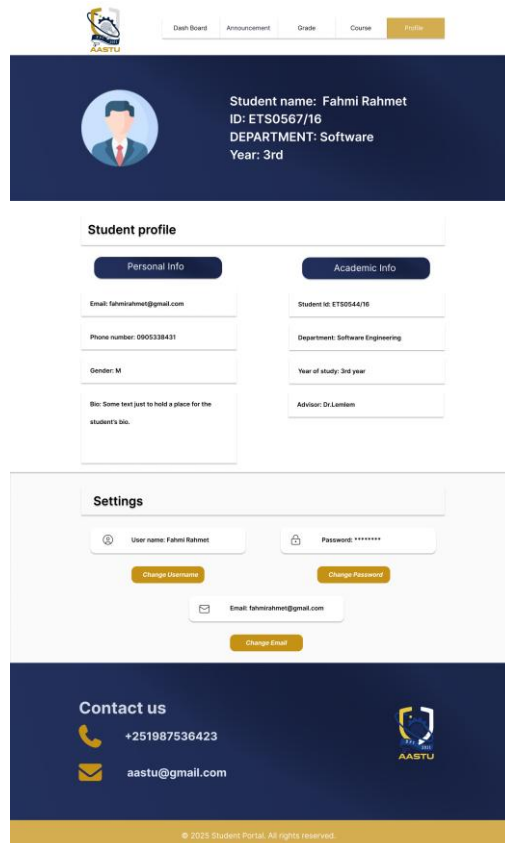 AASTU
Dash Board
Announcement
Grade
Course
Profile
Student name: Fahmi Rahmet
ID: ETS0567/16
DEPARTMENT: Software
Year: 3rd
Student profile
Personal Info
Email: fahmirahmet@gmail.com
Phone number: 0905338431
Gender: M
Bio: Some text just to hold a place for the
student's bio.
Academic Info
Student Id: ETS0544/16
Department: Software Engineering
Year of study: 3rd year
Advisor: Dr.Lemlem
Settings
User name: Fahmi Rahmet
Change Username
Password: ********
Change Password
Email: fahmirahmet@gmail.com
Change Email
Contact us
+251987536423
aastu@gmail.com
AASTU
© 2025 Student Portal. All rights reserved.